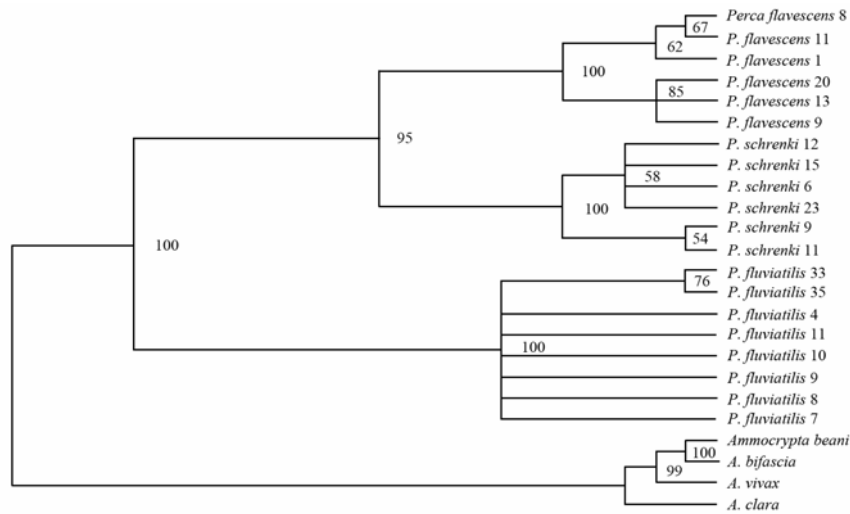 Perca flavescens 8
67
P. flavescens 11
62
P. flavescens 1
100
P. flavescens 20
85
P. flavescens 13
P. flavescens 9
95
P. schrenki 12
P. schrenki 15
58
P. schrenki 6
100
P. schrenki 23
P. schrenki 9
54
P. schrenki 11
100
P. fluviatilis 33
76
P. fluviatilis 35
P. fluviatilis 4
P. fluviatilis 11
100
P. fluviatilis 10
P. fluviatilis 9
P. fluviatilis 8
P. fluviatilis 7
Ammocrypta beani
100
A. bifascia
99
A. vivax
A. clara